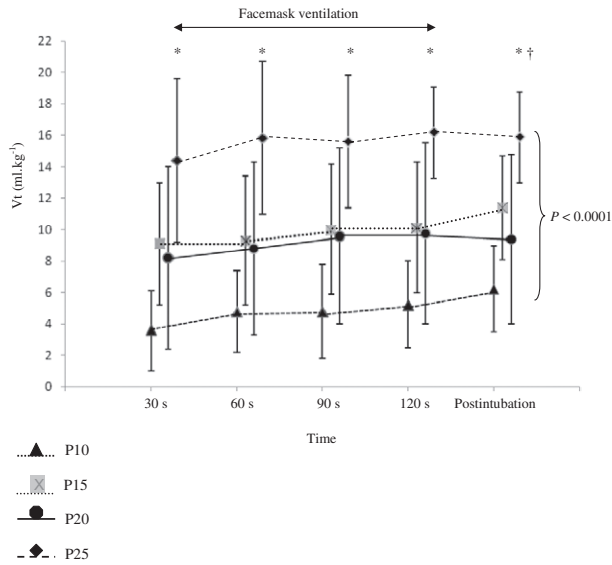 Facemask ventilation
22
20
18
16
14
12
10
8
6
4
2
0
Vt (ml.kg-1)
* * * * * †
P < 0.0001
30 s 60 s 90 s 120 s Postintubation
Time
P10
P15
P20
P25